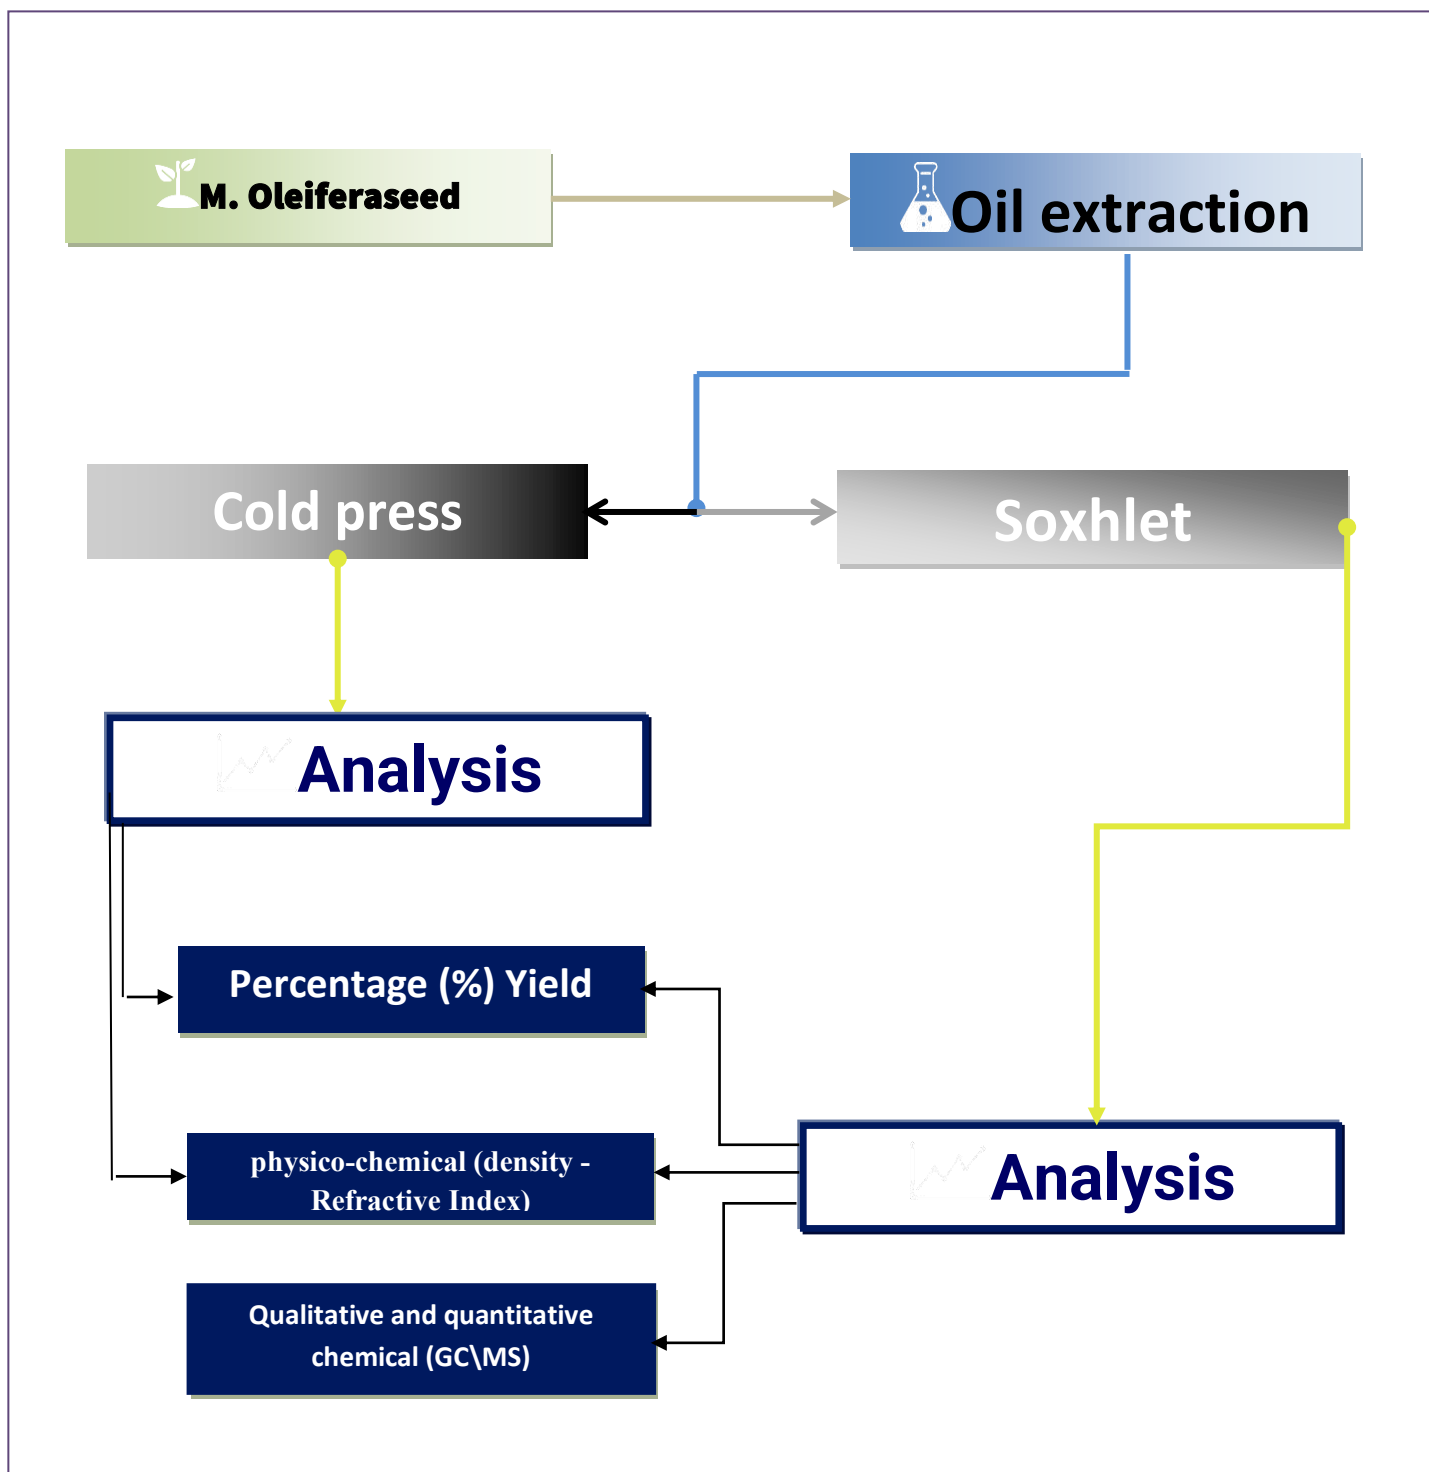 M. Oleiferaseed
Oil extraction
Cold press
Soxhlet
Analysis
Percentage (%) Yield
physico-chemical (density -
Refractive Index)
Analysis
Qualitative and quantitative
chemical (GC\MS)